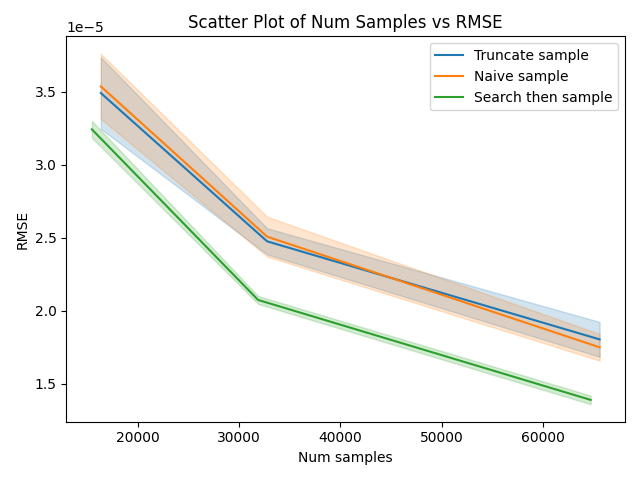 Scatter Plot of Num Samples vs RMSE
1e−5
Truncate sample
Naive sample
Search then sample
3.5
3.0
2.5
2.0
1.5
RMSE
20000 30000 40000 50000 60000
Num samples